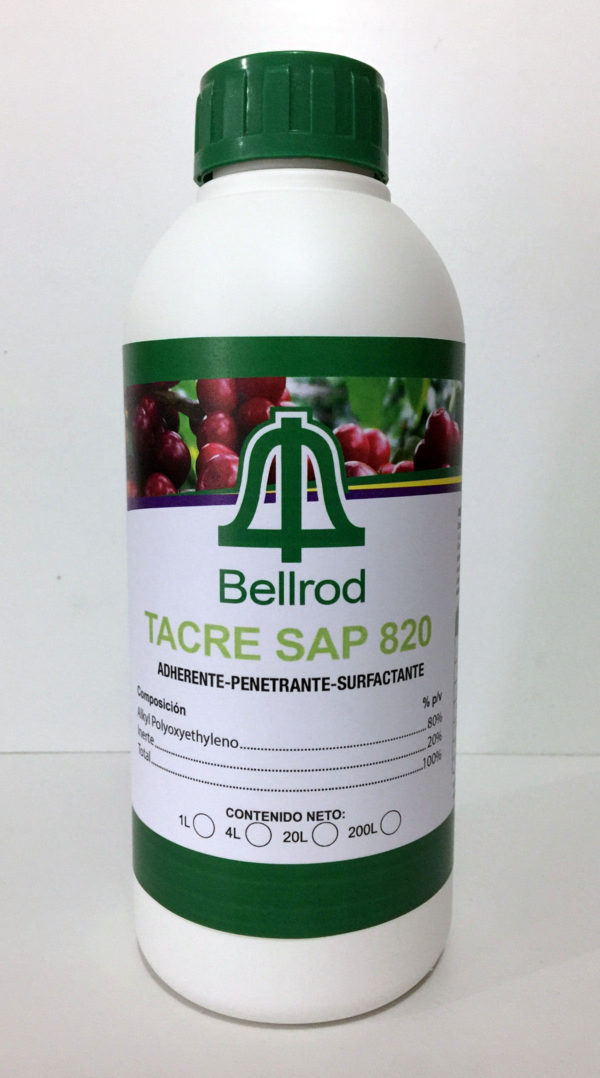 Bellrod
TACRE SAP 820
ADHERENTE-PENETRANTE-SURFACTANTE
Composición % p/v
Alkyl Polyoxyethyleno 80%
Inerte 20%
Total 100%
CONTENIDO NETO:
1L 4L 20L 200L